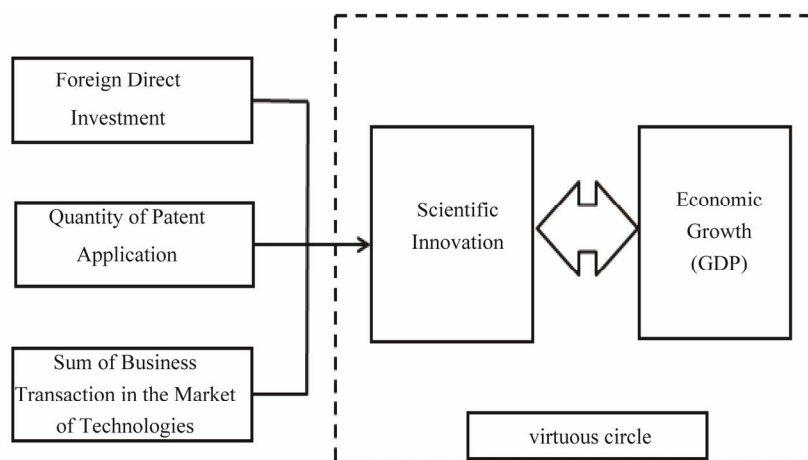 Foreign Direct
Investment
Quantity of Patent
Application
Sum of Business
Transaction in the Market
of Technologies
Scientific
Innovation
Economic
Growth
(GDP)
virtuous circle